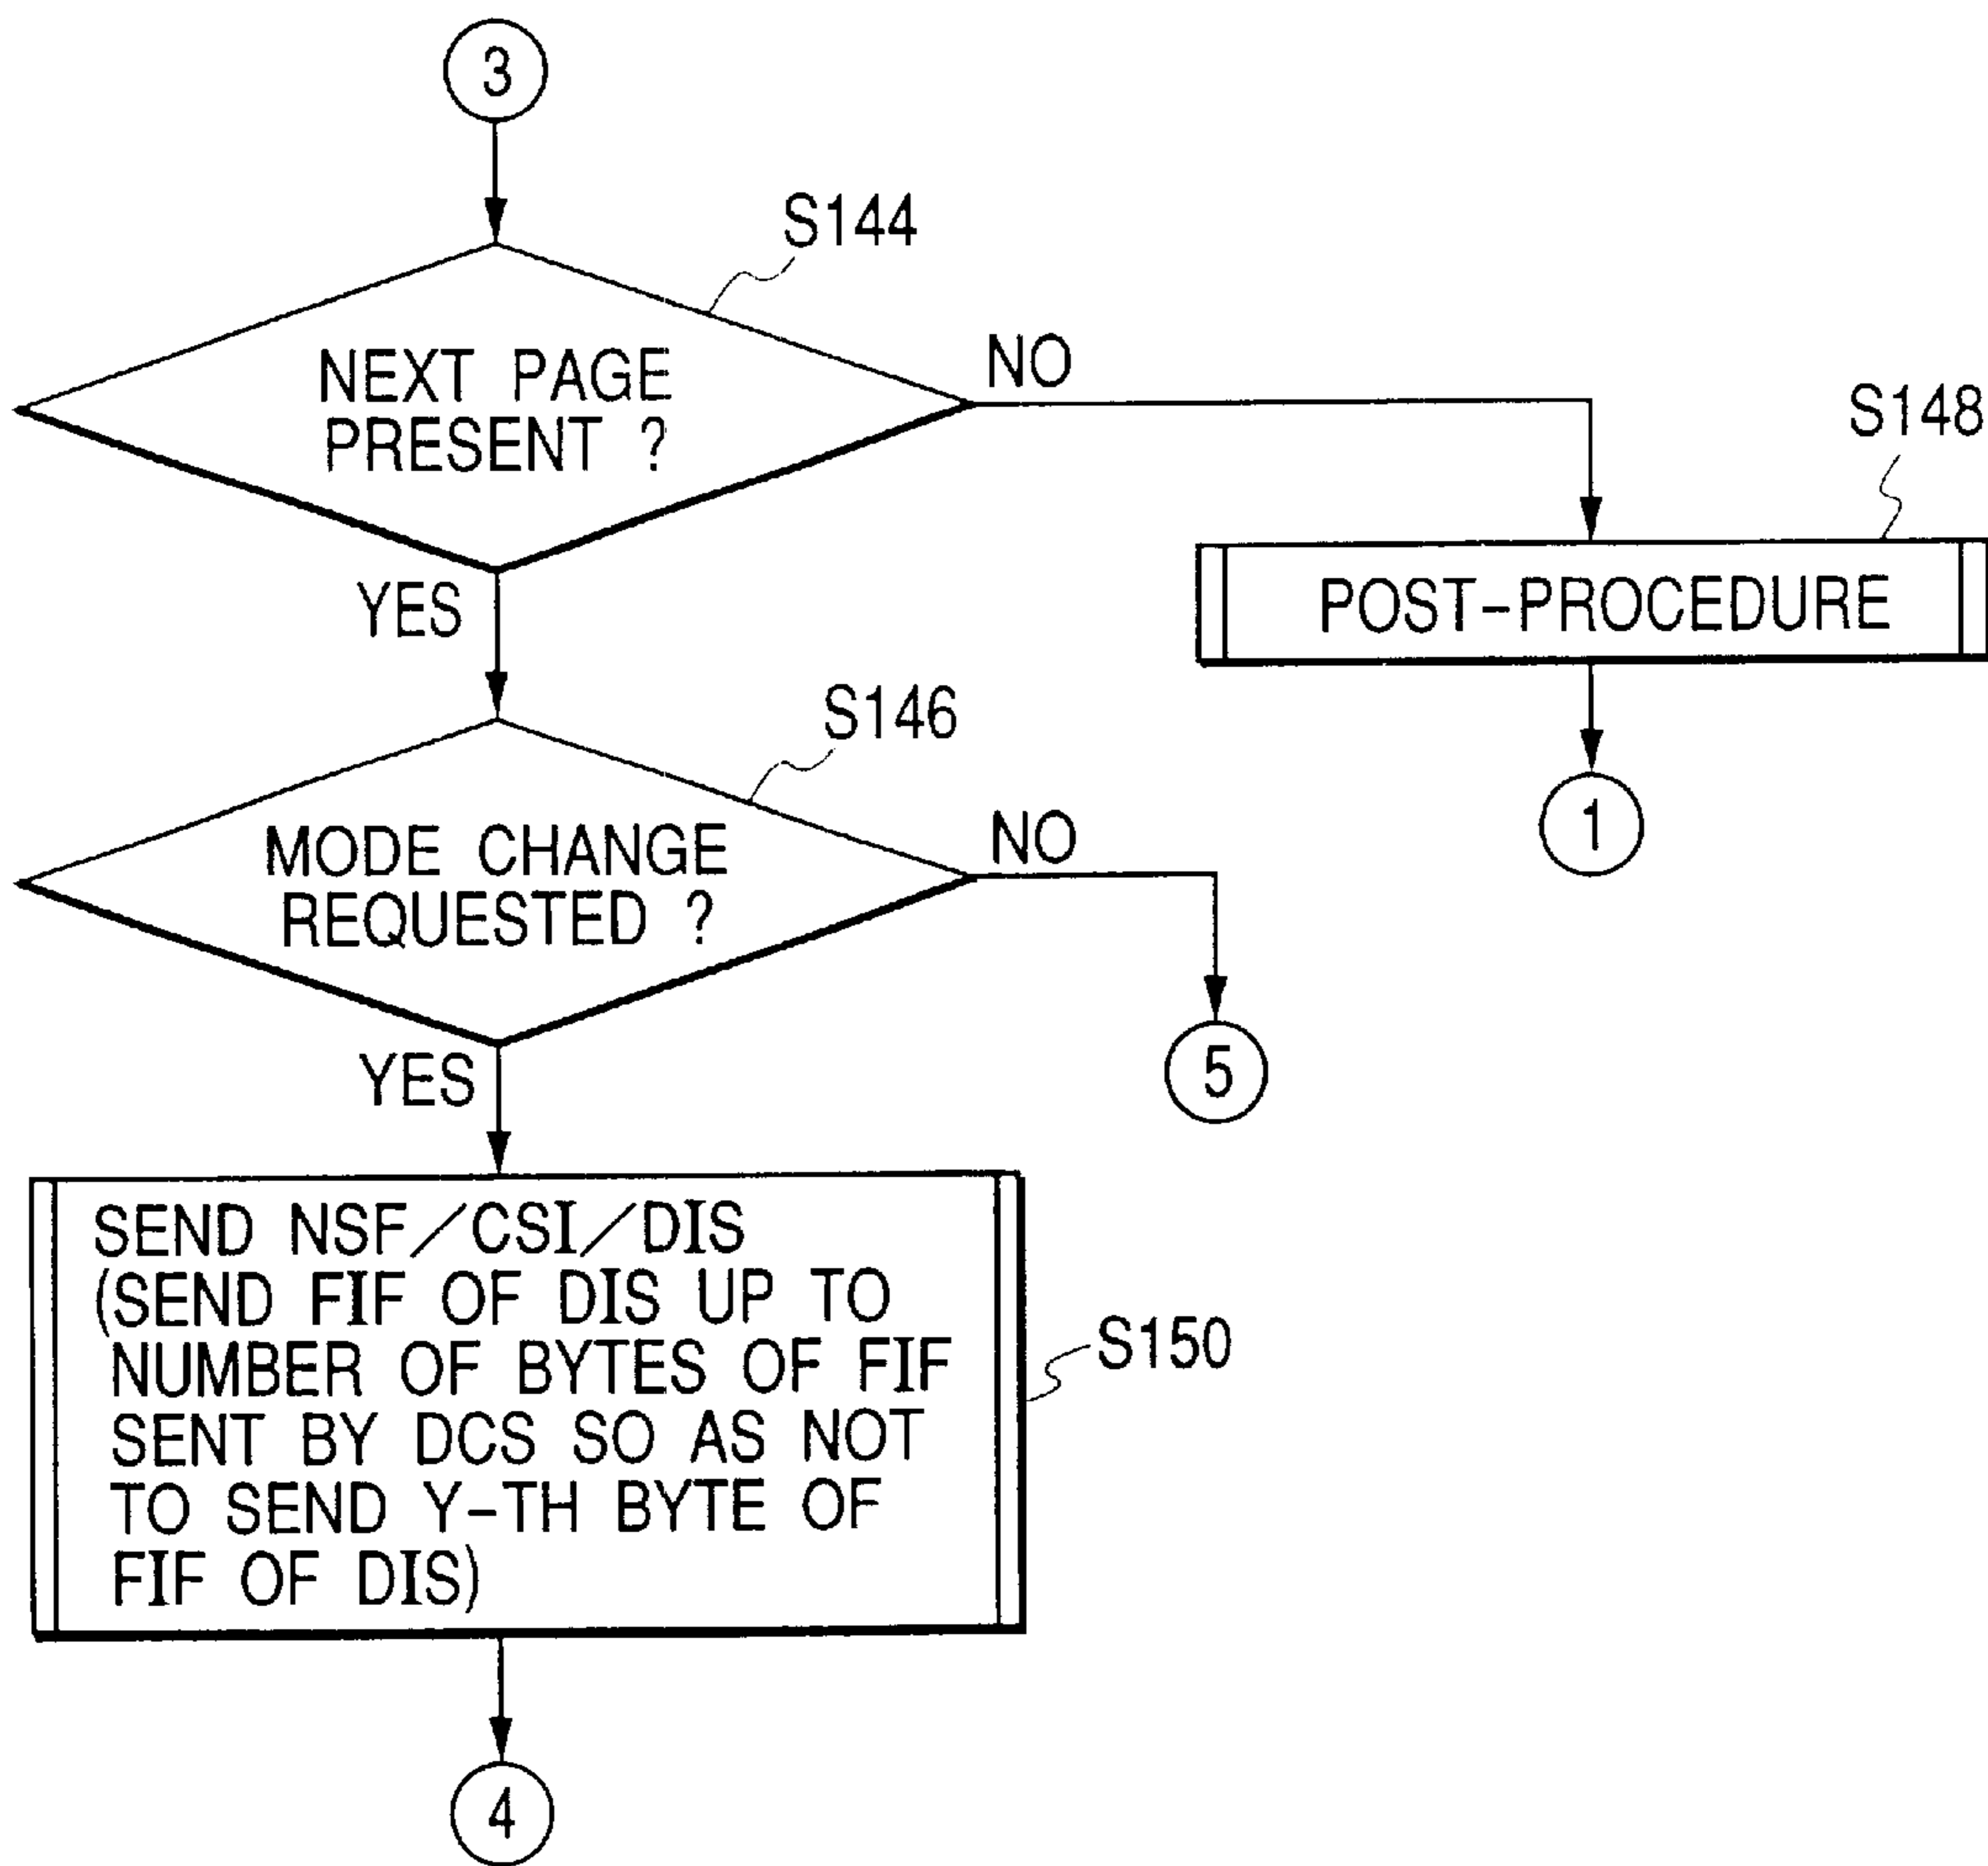 3
S144
NEXT PAGE
PRESENT ?
NO
S148
YES
POST-PROCEDURE
S146
1
MODE CHANGE
REQUESTED ?
NO
YES
5
SEND NSF/CSI/DIS
(SEND FIF OF DIS UP TO
NUMBER OF BYTES OF FIF
SENT BY DCS SO AS NOT
TO SEND Y-TH BYTE OF
FIF OF DIS)
S150
4